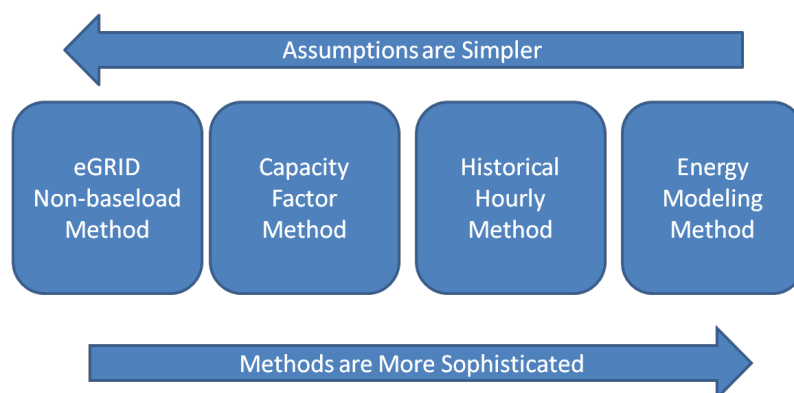 Assumptions are Simpler
eGRID
Non-baseload
Method
Capacity
Factor
Method
Historical
Hourly
Method
Energy
Modeling
Method
Methods are More Sophisticated